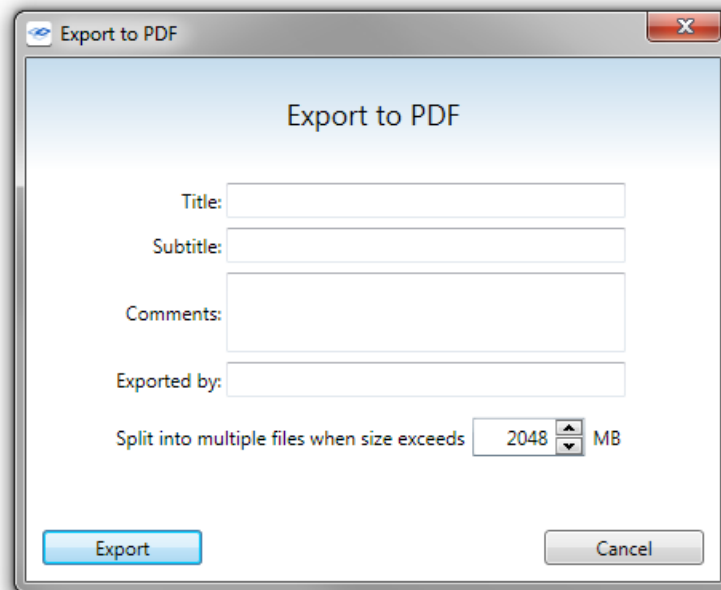 Export to PDF
Export to PDF
Title:
Subtitle:
Comments:
Exported by:
Split into multiple files when size exceeds 2048 MB
Export Cancel